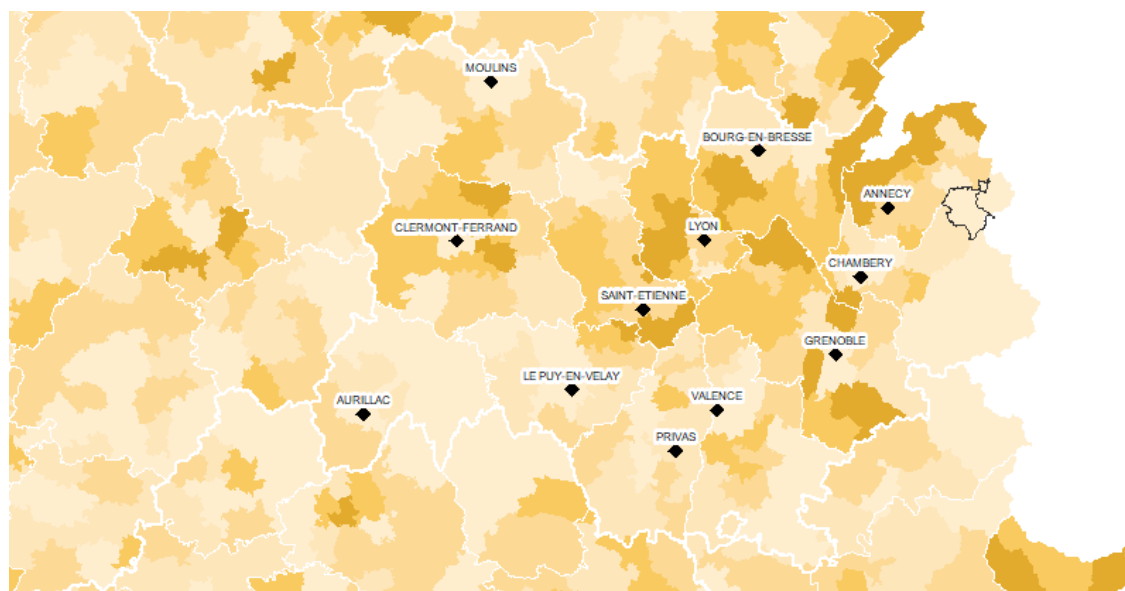 MOULINS
BOURG-EN-BRESSE
ANNECY
CLERMONT-FERRAND
LYON
CHAMBERY
SAINT-ETIENNE
GRENOBLE
LE PUY-EN-VELAY
AURILLAC
VALENCE
PRIVAS